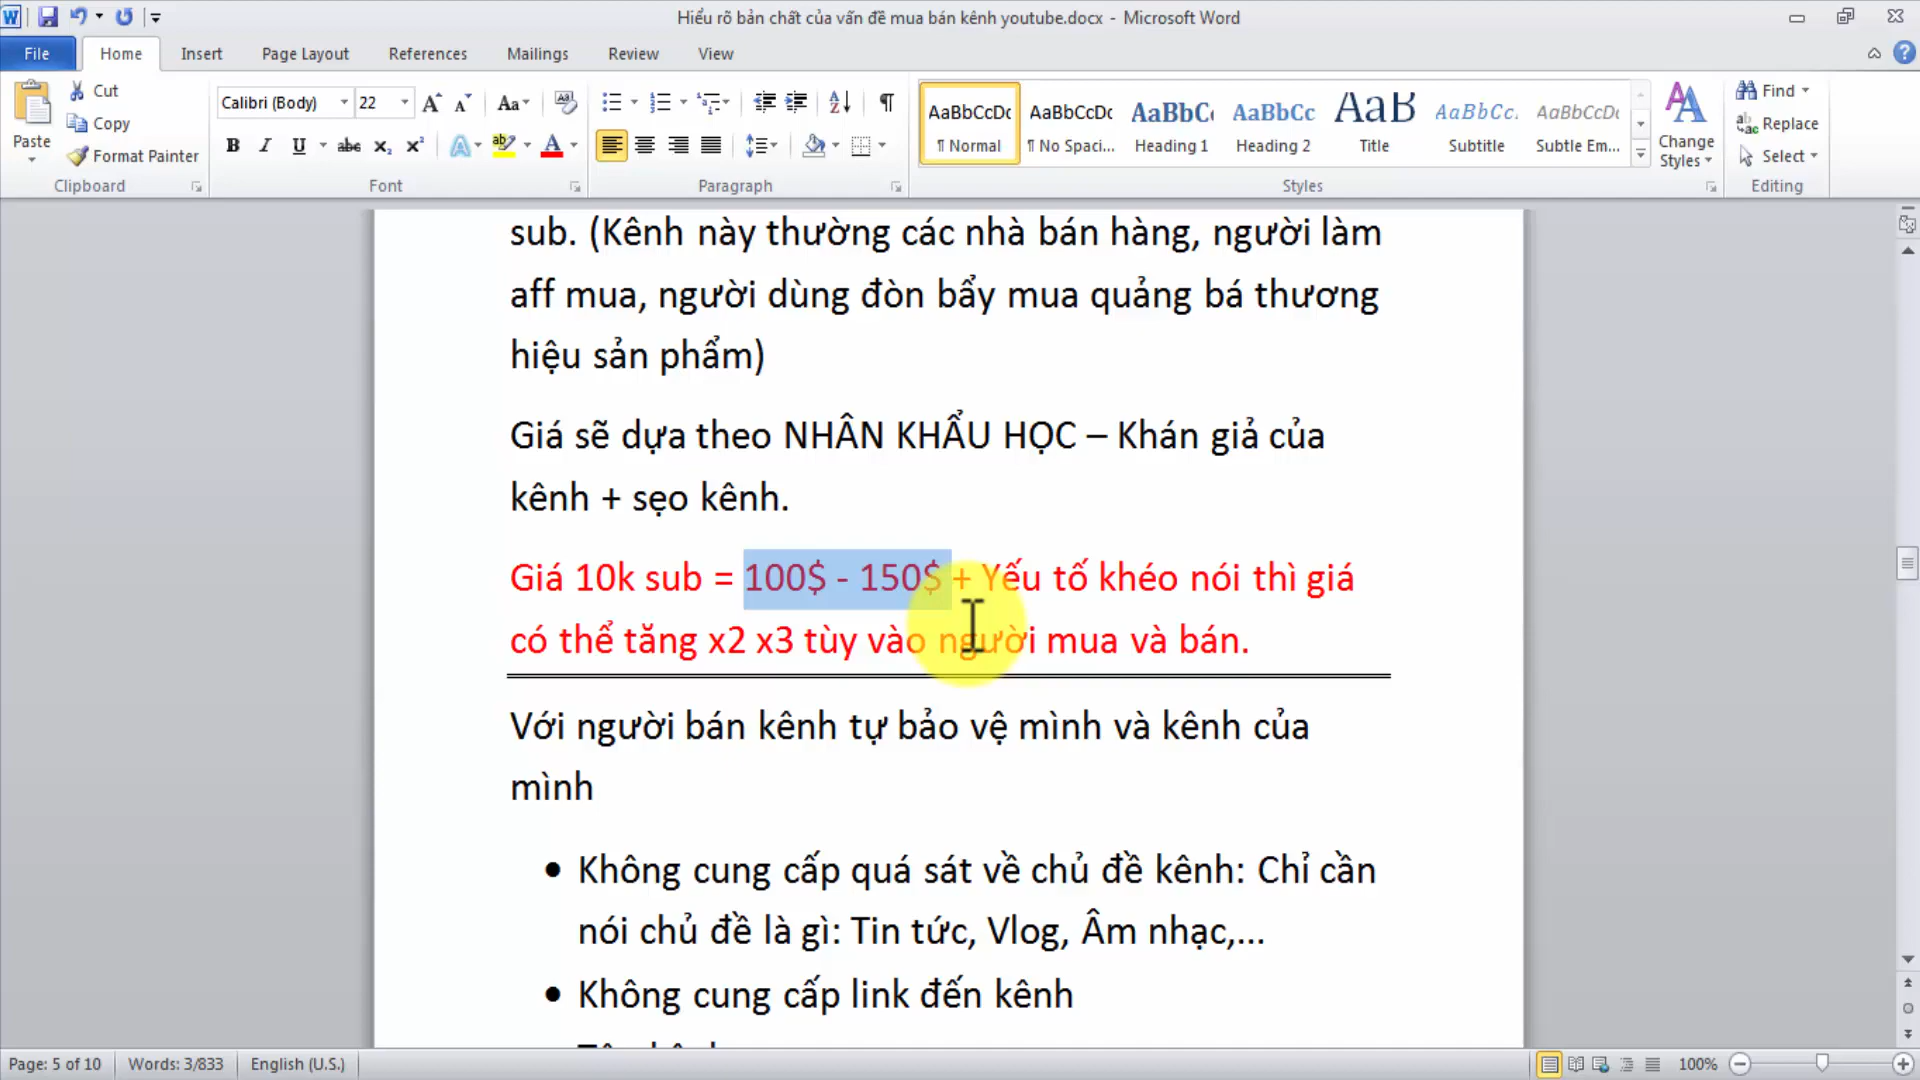 Hiểu rõ bản chất của vấn đề mua bán kênh youtube.docx - Microsoft Word
File Home Insert Page Layout References Mailings Review View
Paste
Cut
Copy
Format Painter
Clipboard
Calibri (Body) 22
Font
Paragraph
AaBbCcDc AaBbCcDc AaBbC AaBbCc AaB AaBbCc. AaBbCcDc
¶ Normal ¶ No Spaci... Heading 1 Heading 2 Title Subtitle Subtle Em...
Change Styles
Styles
Find
Replace
Select
Editing
sub. (Kênh này thường các nhà bán hàng, người làm
aff mua, người dùng đòn bẩy mua quảng bá thương
hiệu sản phẩm)
Giá sẽ dựa theo NHÂN KHẨU HỌC – Khán giả của
kênh + sẹo kênh.
Giá 10k sub = 100$ - 150$ + Yếu tố khéo nói thì giá
có thể tăng x2 x3 tùy vào người mua và bán.
Với người bán kênh tự bảo vệ mình và kênh của
mình
• Không cung cấp quá sát về chủ đề kênh: Chỉ cần
nói chủ đề là gì: Tin tức, Vlog, Âm nhạc,...
• Không cung cấp link đến kênh
Page: 5 of 10 Words: 3/833 English (U.S.) 100%